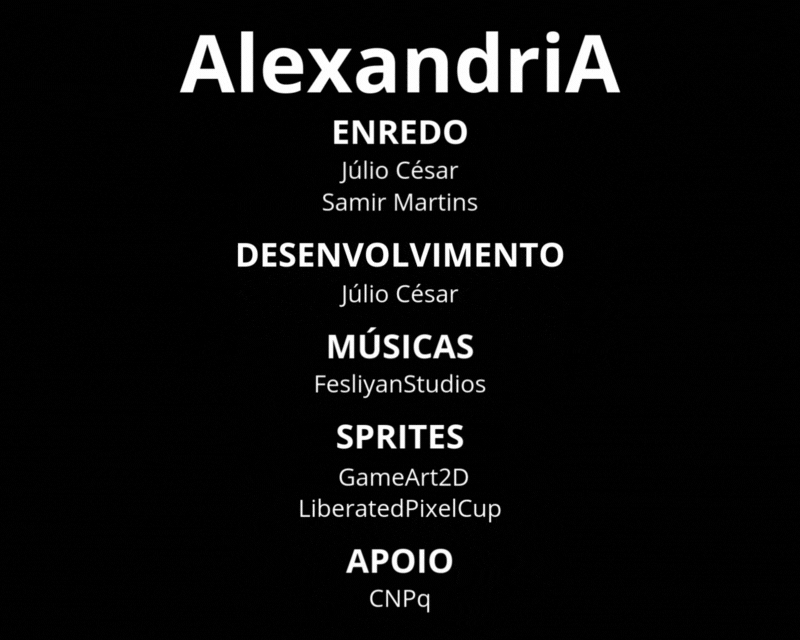 AlexandriA
ENREDO
Júlio César
Samir Martins
DESENVOLVIMENTO
Júlio César
MÚSICAS
FesliyanStudios
SPRITES
GameArt2D
LiberatedPixelCup
APOIO
CNPq